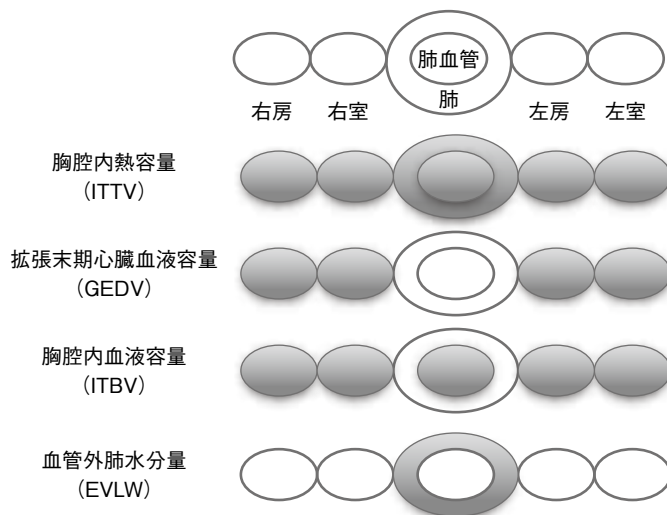 肺血管
肺
右房 右室 左房 左室
胸腔内熱容量
（ITTV）
拡張末期心臓血液容量
（GEDV）
胸腔内血液容量
（ITBV）
血管外肺水分量
（EVLW）